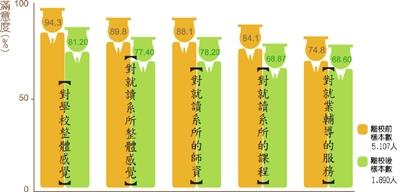 滿意度(%)
100
50
0
94.3
81.20
【對學校整體感覺】
89.8
77.40
【對就讀系所整體感覺】
88.1
78.20
【對就讀系所的師資】
84.1
68.87
【對就讀系所的課程】
74.8
68.60
【對就業輔導的服務】
離校前
樣本數
5.107人
離校後
樣本數
1.890人